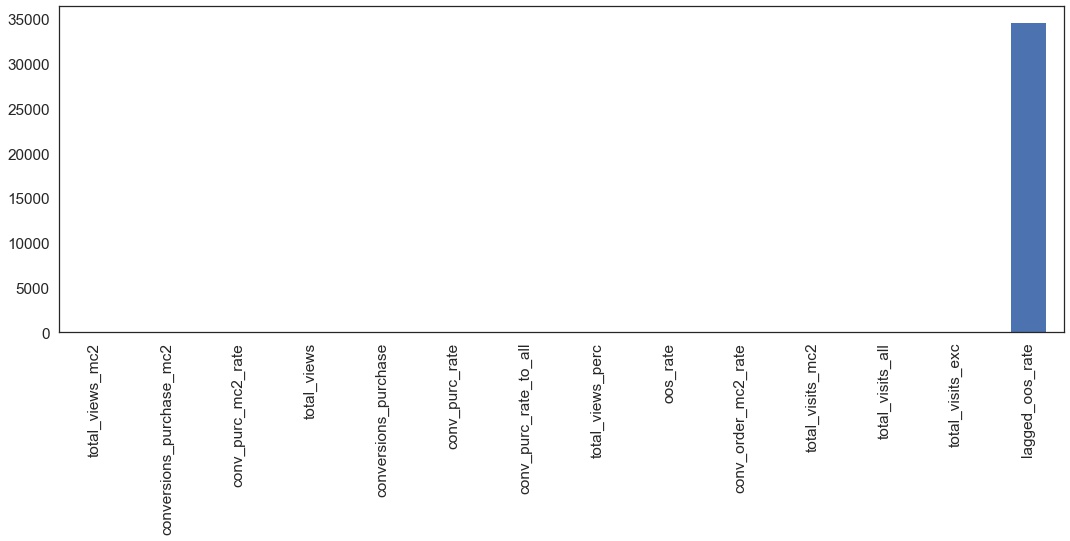 35000
30000
25000
20000
15000
10000
5000
0
total_views_mc2
conversions_purchase_mc2
conv_purc_mc2_rate
total_views
conversions_purchase
conv_purc_rate
conv_purc_rate_to_all
total_views_perc
oos_rate
conv_order_mc2_rate
total_visits_mc2
total_visits_all
total_visits_exc
lagged_oos_rate